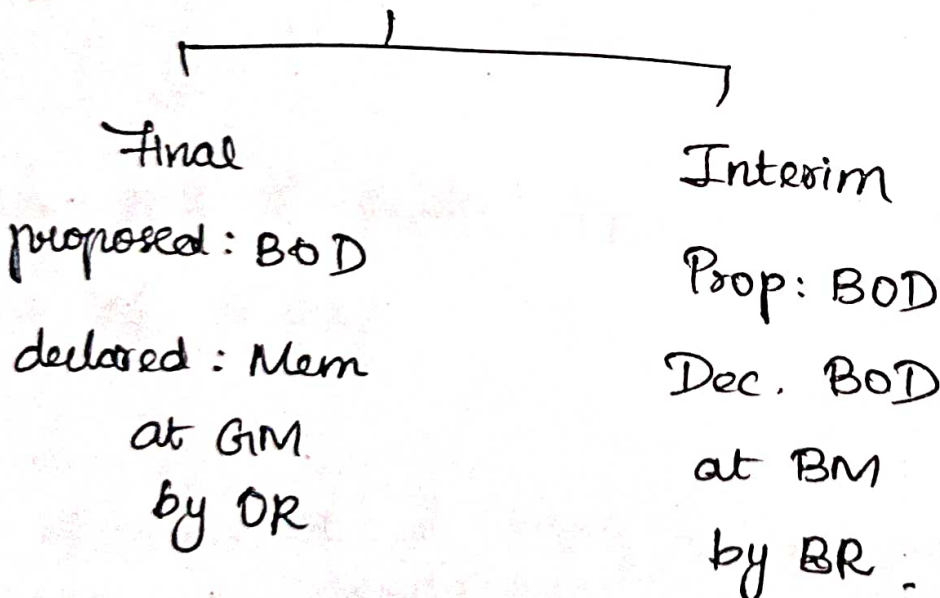 Final
proposed: BOD
declared: Mem
at GM
by OR
Interim
Prop: BOD
Dec. BOD
at BM
by BR.